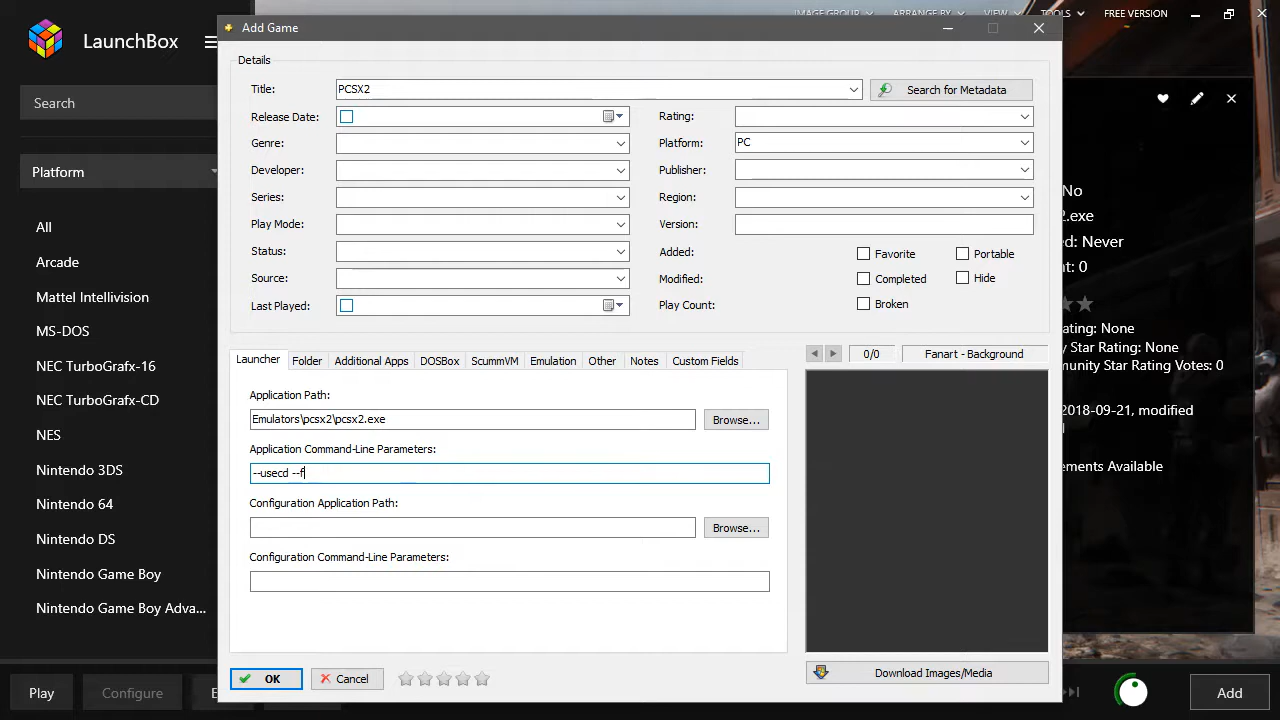 LaunchBox
IMAGE GROUP
ARRANGE BY
VIEW
TOOLS
FREE VERSION
Add Game
Search
Platform
All
Arcade
Mattel Intellivision
MS-DOS
NEC TurboGrafx-16
NEC TurboGrafx-CD
NES
Nintendo 3DS
Nintendo 64
Nintendo DS
Nintendo Game Boy
Nintendo Game Boy Adva...
Details
Title: PCSX2 Search for Metadata
Release Date: Rating:
Genre: Platform: PC
Developer: Publisher:
Series: Region:
Play Mode: Version:
Status: Added: Favorite Portable
Source: Modified: Completed Hide
Last Played: Play Count: Broken
Launcher Folder Additional Apps DOSBox ScummVM Emulation Other Notes Custom Fields
0/0 Fanart - Background
Application Path:
Emulators\pcsx2\pcsx2.exe Browse...
Application Command-Line Parameters:
--usecd --f
Configuration Application Path:
Browse...
Configuration Command-Line Parameters:
OK Cancel
Download Images/Media
No
2.exe
ed: Never
nt: 0
ating: None
y Star Rating: None
munity Star Rating Votes: 0
2018-09-21, modified
ements Available
Play Configure E
Add